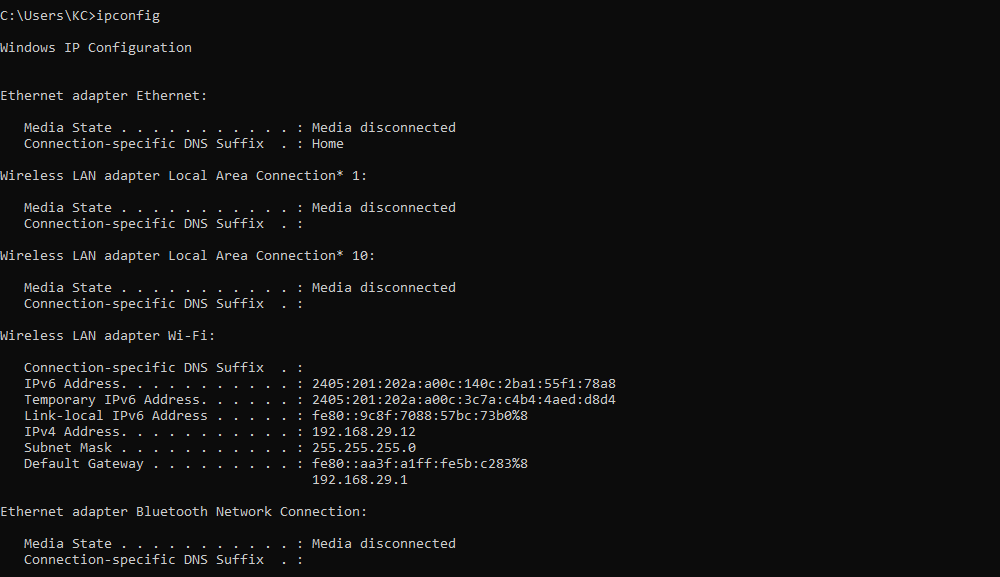 C:\Users\KC>ipconfig
Windows IP Configuration
Ethernet adapter Ethernet:
   Media State . . . . . . . . . . . : Media disconnected
   Connection-specific DNS Suffix  . : Home
Wireless LAN adapter Local Area Connection* 1:
   Media State . . . . . . . . . . . : Media disconnected
   Connection-specific DNS Suffix  . :
Wireless LAN adapter Local Area Connection* 10:
   Media State . . . . . . . . . . . : Media disconnected
   Connection-specific DNS Suffix  . :
Wireless LAN adapter Wi-Fi:
   Connection-specific DNS Suffix  . :
   IPv6 Address. . . . . . . . . . . : 2405:201:202a:a00c:140c:2ba1:55f1:78a8
   Temporary IPv6 Address. . . . . . : 2405:201:202a:a00c:3c7a:c4b4:4aed:d8d4
   Link-local IPv6 Address . . . . . : fe80::9c8f:7088:57bc:73b0%8
   IPv4 Address. . . . . . . . . . . : 192.168.29.12
   Subnet Mask . . . . . . . . . . . : 255.255.255.0
   Default Gateway . . . . . . . . . : fe80::aa3f:a1ff:fe5b:c283%8
                                       192.168.29.1
Ethernet adapter Bluetooth Network Connection:
   Media State . . . . . . . . . . . : Media disconnected
   Connection-specific DNS Suffix  . :